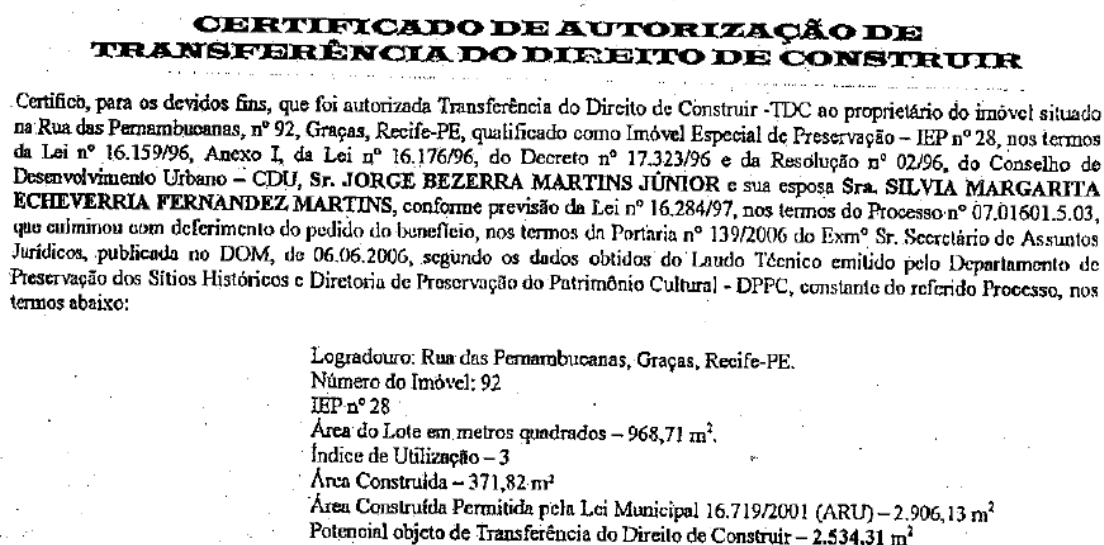 CERTIFICADO DE AUTORIZAÇÃO DE
TRANSFERÊNCIA DO DIREITO DE CONSTRUIR
Certifico, para os devidos fins, que foi autorizada Transferência do Direito de Construir -TDC ao proprietário do imóvel situado
na Rua das Pernambucanas, nº 92, Graças, Recife-PE, qualificado como Imóvel Especial de Preservação – IEP nº 28, nos termos
da Lei nº 16.159/96, Anexo I, da Lei nº 16.176/96, do Decreto nº 17.323/96 e da Resolução nº 02/96, do Conselho de
Desenvolvimento Urbano – CDU, Sr. JORGE BEZERRA MARTINS JÚNIOR e sua esposa Sra. SILVIA MARGARITA
ECHEVERRIA FERNANDEZ MARTINS, conforme previsão da Lei nº 16.284/97, nos termos do Processo nº 07.01601.5.03,
que culminou com deferimento do pedido do benefício, nos termos da Portaria nº 139/2006 do Exmº Sr. Secretário de Assuntos
Jurídicos, publicada no DOM, de 06.06.2006, segundo os dados obtidos do Laudo Técnico emitido pelo Departamento de
Preservação dos Sítios Históricos e Diretoria de Preservação do Patrimônio Cultural - DPPC, constante do referido Processo, nos
termos abaixo:
Logradouro: Rua das Pernambucanas, Graças, Recife-PE.
Número do Imóvel: 92
IEP nº 28
Área do Lote em metros quadrados – 968,71 m².
Índice de Utilização – 3
Área Construída – 371,82 m²
Área Construída Permitida pela Lei Municipal 16.719/2001 (ARU) – 2.906,13 m²
Potencial objeto de Transferência do Direito de Construir – 2.534,31 m²